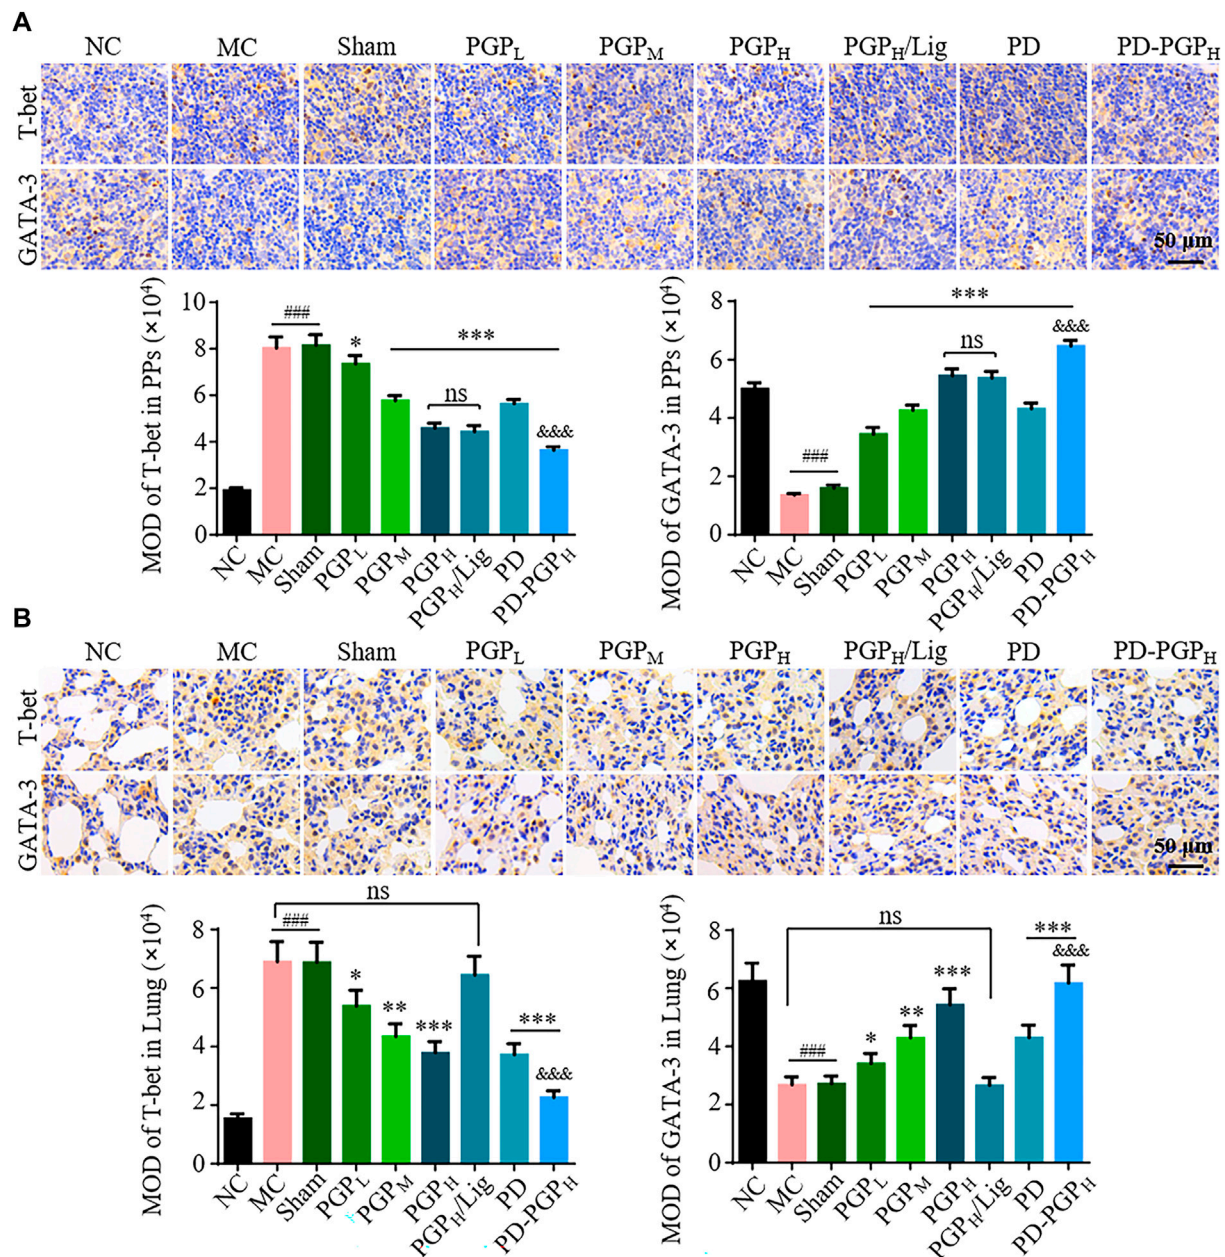 A
NC MC Sham PGPL PGPM PGPH PGPH/Lig PD PD-PGPH
T-bet
GATA-3
50 µm
MOD of T-bet in PPs (×10⁴)
10
8
6
4
2
0
###
*
***
ns
&&&
NC MC Sham PGPL PGPM PGPH PGPH/Lig PD PD-PGPH
MOD of GATA-3 in PPs (×10⁴)
8
6
4
2
0
***
&&&
ns
###
NC MC Sham PGPL PGPM PGPH PGPH/Lig PD PD-PGPH
B
NC MC Sham PGPL PGPM PGPH PGPH/Lig PD PD-PGPH
T-bet
GATA-3
50 µm
MOD of T-bet in Lung (×10⁴)
8
6
4
2
0
ns
###
*
**
***
***
&&&
NC MC Sham PGPL PGPM PGPH PGPH/Lig PD PD-PGPH
MOD of GATA-3 in Lung (×10⁴)
8
6
4
2
0
ns
###
*
**
***
***
&&&
NC MC Sham PGPL PGPM PGPH PGPH/Lig PD PD-PGPH